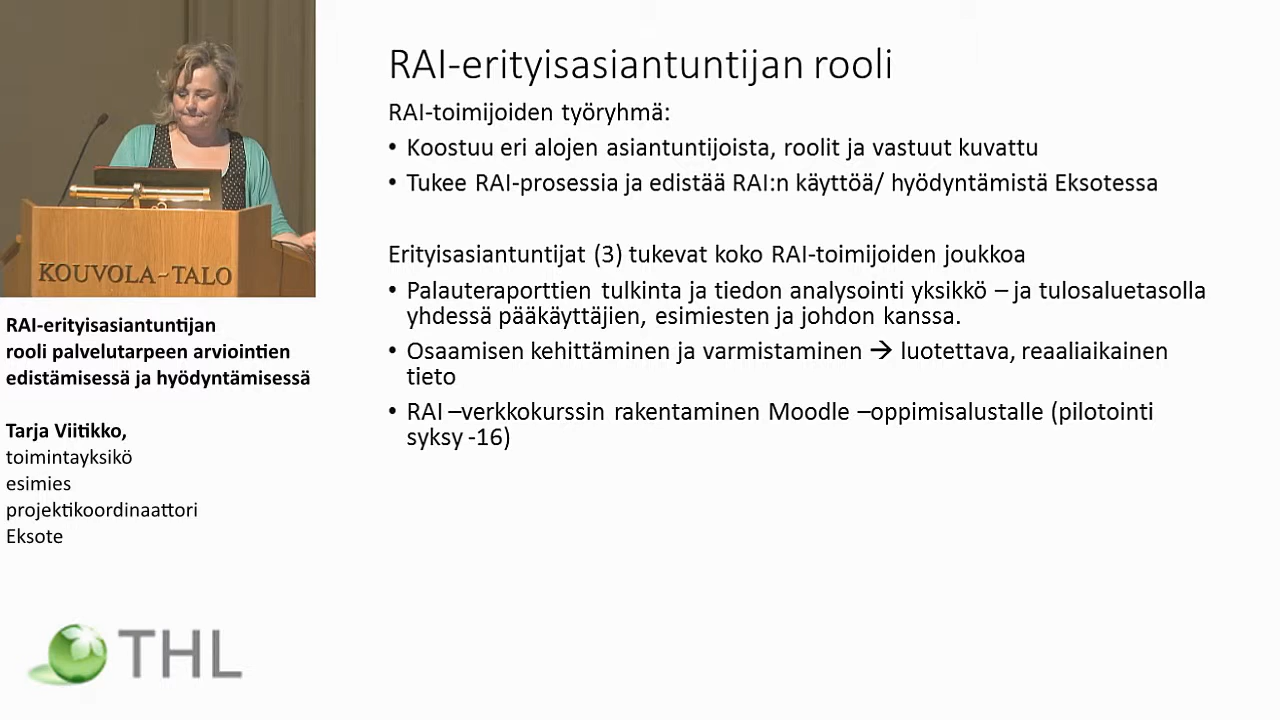 RAI-erityisasiantuntijan rooli
RAI-toimijoiden työryhmä:
• Koostuu eri alojen asiantuntijoista, roolit ja vastuut kuvattu
• Tukee RAI-prosessia ja edistää RAI:n käyttöä/ hyödyntämistä Eksotessa
Erityisasiantuntijat (3) tukevat koko RAI-toimijoiden joukkoa
• Palauteraporttien tulkinta ja tiedon analysointi yksikkö – ja tulosaluetasolla
yhdessä pääkäyttäjien, esimiesten ja johdon kanssa.
• Osaamisen kehittäminen ja varmistaminen → luotettava, reaaliaikainen
tieto
• RAI –verkkokurssin rakentaminen Moodle –oppimisalustalle (pilotointi
syksy -16)
KOUVOLA-TALO
RAI-erityisasiantuntijan
rooli palvelutarpeen arviointien
edistämisessä ja hyödyntämisessä
Tarja Viitikko,
toimintayksikö
esimies
projektikoordinaattori
Eksote
THL